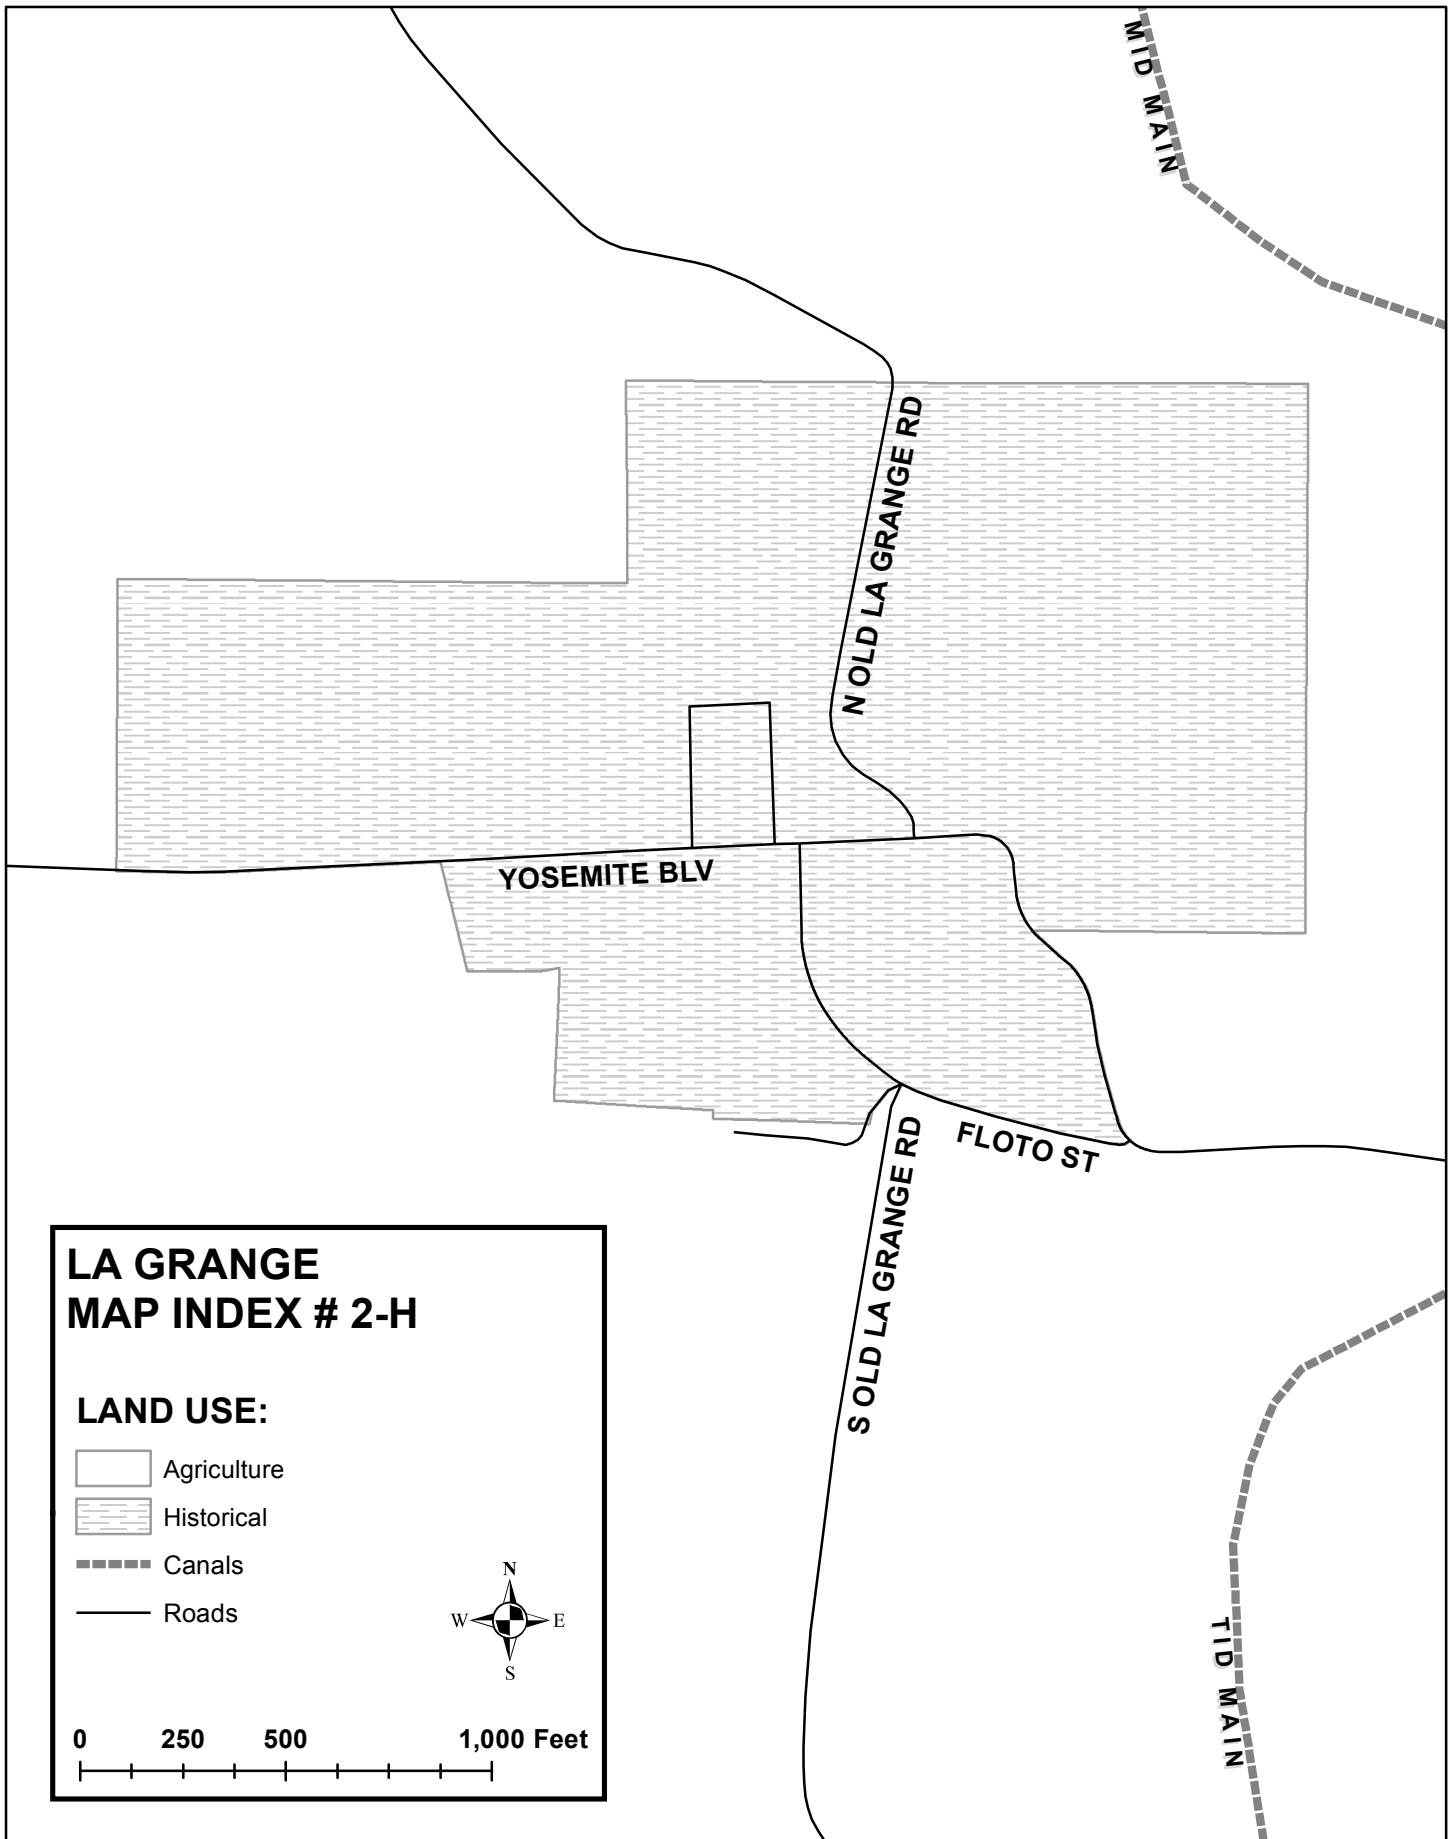 MID MAIN
N OLD LA GRANGE RD
YOSEMITE BLV
FLOTO ST
S OLD LA GRANGE RD
TID MAIN
LA GRANGE
MAP INDEX # 2-H
LAND USE:
Agriculture
Historical
Canals
Roads
N
W E
S
0 250 500 1,000 Feet